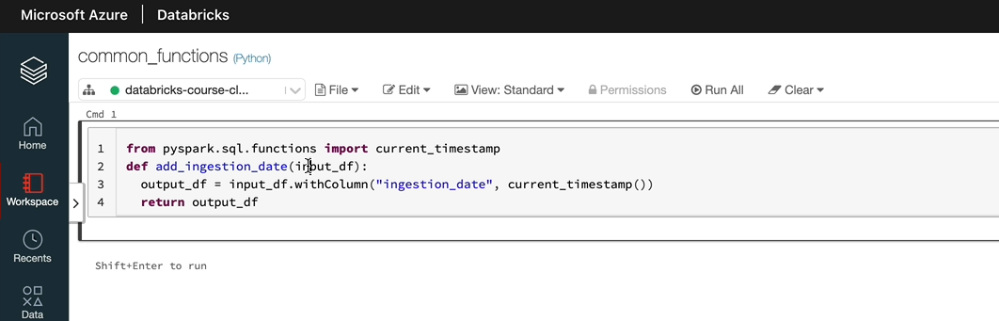 Microsoft Azure Databricks
common_functions (Python)
databricks-course-cl... File Edit View: Standard Permissions Run All Clear
Cmd 1
1 from pyspark.sql.functions import current_timestamp
2 def add_ingestion_date(input_df):
3 output_df = input_df.withColumn("ingestion_date", current_timestamp())
4 return output_df
Shift+Enter to run
Home
Workspace
Recents
Data